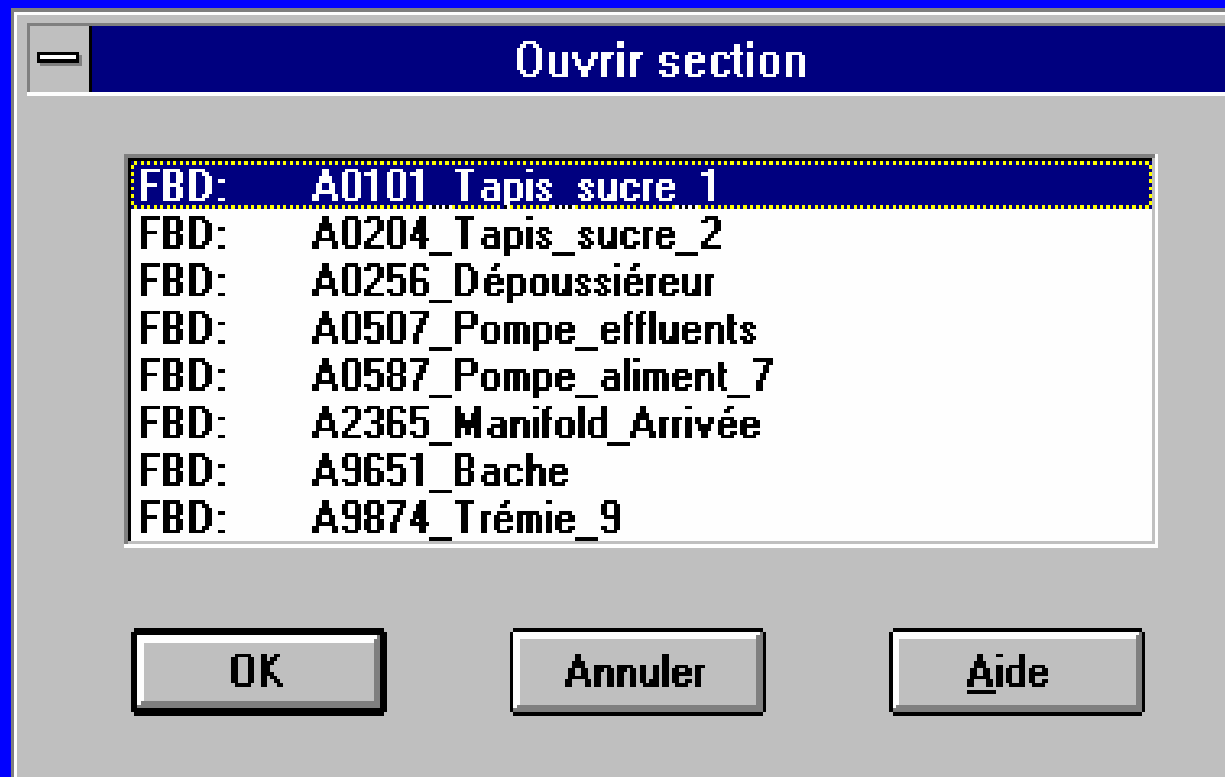 Ouvrir section
FBD: A0101_Tapis_sucre_1
FBD: A0204_Tapis_sucre_2
FBD: A0256_Dépoussiéreur
FBD: A0507_Pompe_effluents
FBD: A0587_Pompe_aliment_7
FBD: A2365_Manifold_Arrivée
FBD: A9651_Bache
FBD: A9874_Trémie_9
OK Annuler Aide